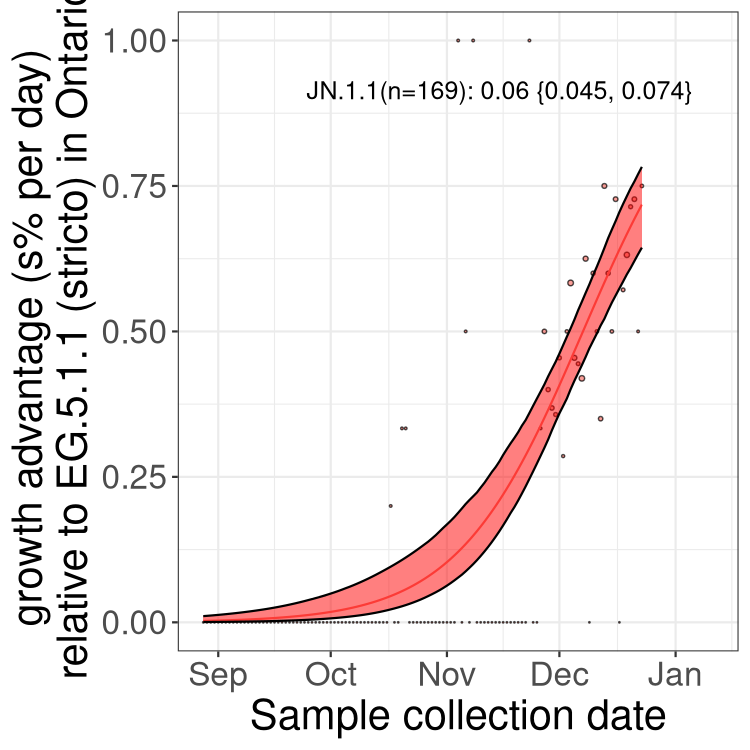 growth advantage (s% per day)
relative to EG.5.1.1 (stricto) in Ontario
1.00
0.75
0.50
0.25
0.00
JN.1.1(n=169): 0.06 {0.045, 0.074}
Sep Oct Nov Dec Jan
Sample collection date